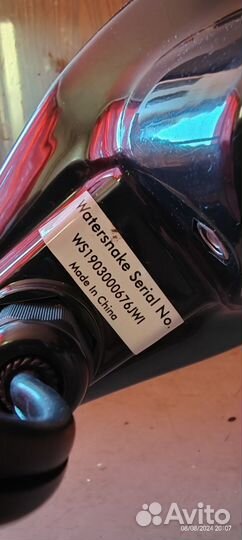 Watersnake Serial No.
WS1903000676JWI
Made In China
08/08/2024 20:07
Avito